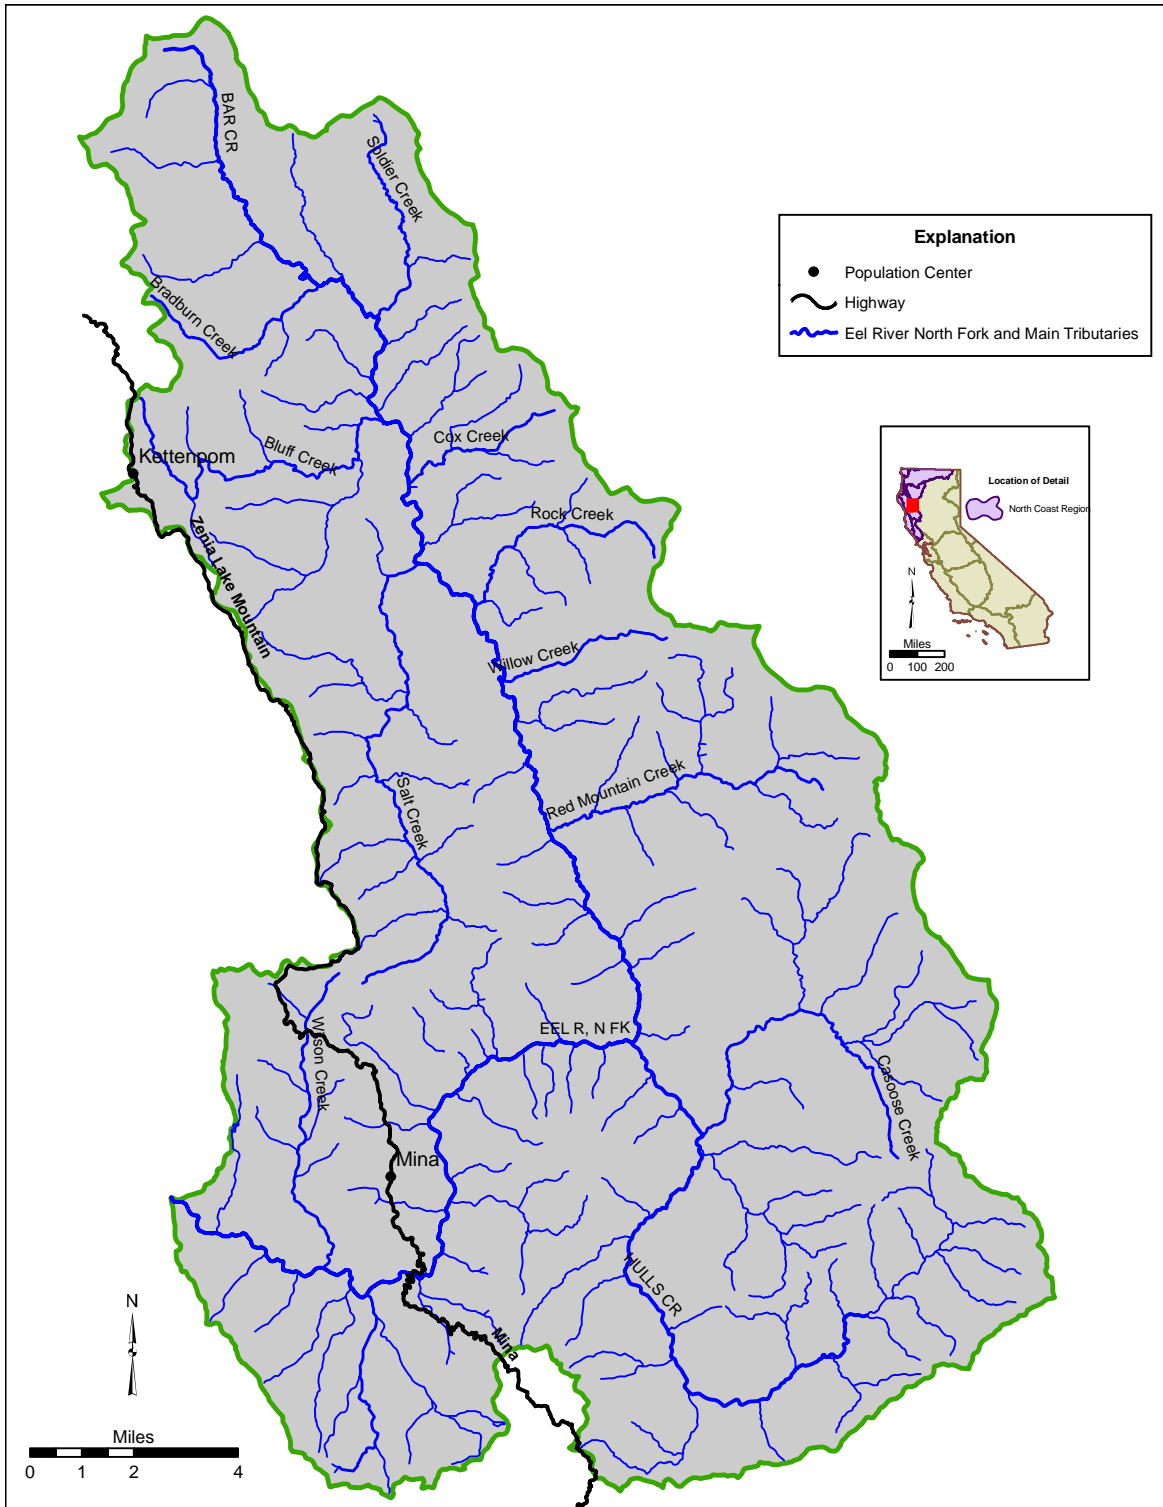 BAR CR
Soldier Creek
Explanation
Population Center
Highway
Eel River North Fork and Main Tributaries
Bradburn Creek
Cox Creek
Bluff Creek
Kettenpom
Location of Detail
North Coast Region
Rock Creek
Zenia Lake Mountain
N
Miles
0 100 200
Willow Creek
Red Mountain Creek
Salt Creek
EEL R, N FK
Wilson Creek
Casoose Creek
Mina
HULLS CR
N
Mina
Miles
0 1 2 4